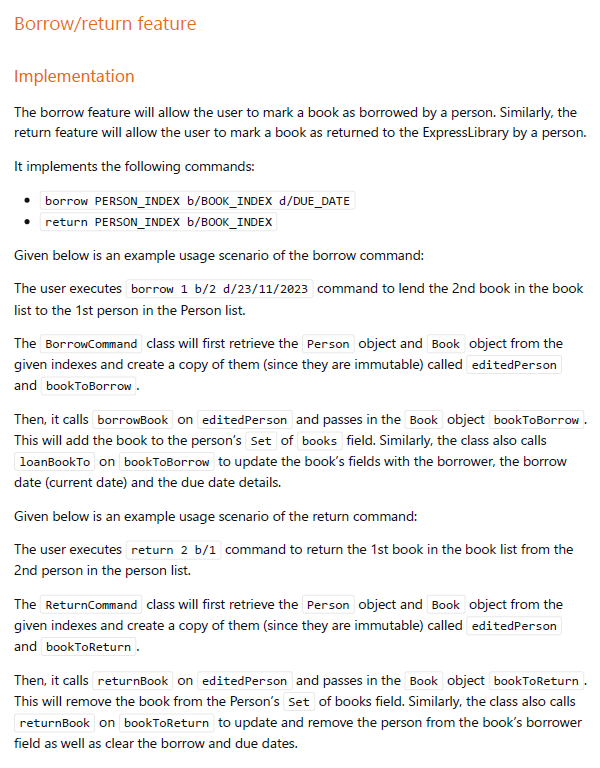 Borrow/return feature
Implementation
The borrow feature will allow the user to mark a book as borrowed by a person. Similarly, the
return feature will allow the user to mark a book as returned to the ExpressLibrary by a person.
It implements the following commands:
• borrow PERSON_INDEX b/BOOK_INDEX d/DUE_DATE
• return PERSON_INDEX b/BOOK_INDEX
Given below is an example usage scenario of the borrow command:
The user executes borrow 1 b/2 d/23/11/2023 command to lend the 2nd book in the book
list to the 1st person in the Person list.
The BorrowCommand class will first retrieve the Person object and Book object from the
given indexes and create a copy of them (since they are immutable) called editedPerson
and bookToBorrow.
Then, it calls borrowBook on editedPerson and passes in the Book object bookToBorrow.
This will add the book to the person’s Set of books field. Similarly, the class also calls
loanBookTo on bookToBorrow to update the book’s fields with the borrower, the borrow
date (current date) and the due date details.
Given below is an example usage scenario of the return command:
The user executes return 2 b/1 command to return the 1st book in the book list from the
2nd person in the person list.
The ReturnCommand class will first retrieve the Person object and Book object from the
given indexes and create a copy of them (since they are immutable) called editedPerson
and bookToReturn.
Then, it calls returnBook on editedPerson and passes in the Book object bookToReturn.
This will remove the book from the Person’s Set of books field. Similarly, the class also calls
returnBook on bookToReturn to update and remove the person from the book’s borrower
field as well as clear the borrow and due dates.